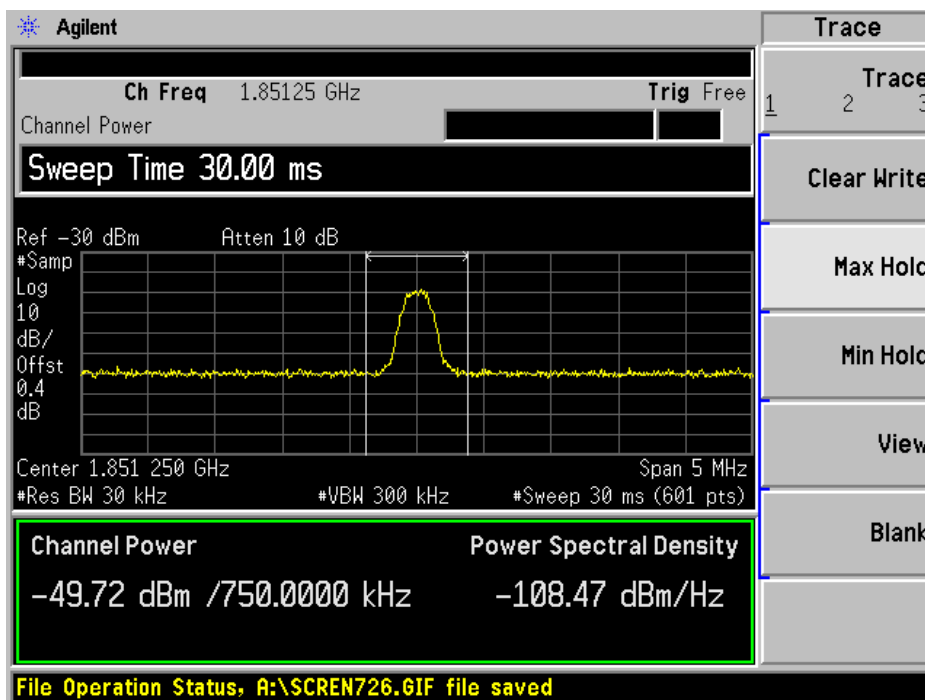 Agilent
Trace
Ch Freq 1.85125 GHz
Trig Free
Channel Power
Sweep Time 30.00 ms
Ref -30 dBm
Atten 10 dB
#Samp
Log
10
dB/
Offst
0.4
dB
Center 1.851 250 GHz
Span 5 MHz
#Res BW 30 kHz
#VBW 300 kHz
#Sweep 30 ms (601 pts)
Channel Power
Power Spectral Density
-49.72 dBm /750.0000 kHz
-108.47 dBm/Hz
File Operation Status, A:\SCREN726.GIF file saved
Trace
1 2 3
Clear Write
Max Hold
Min Hold
View
Blank